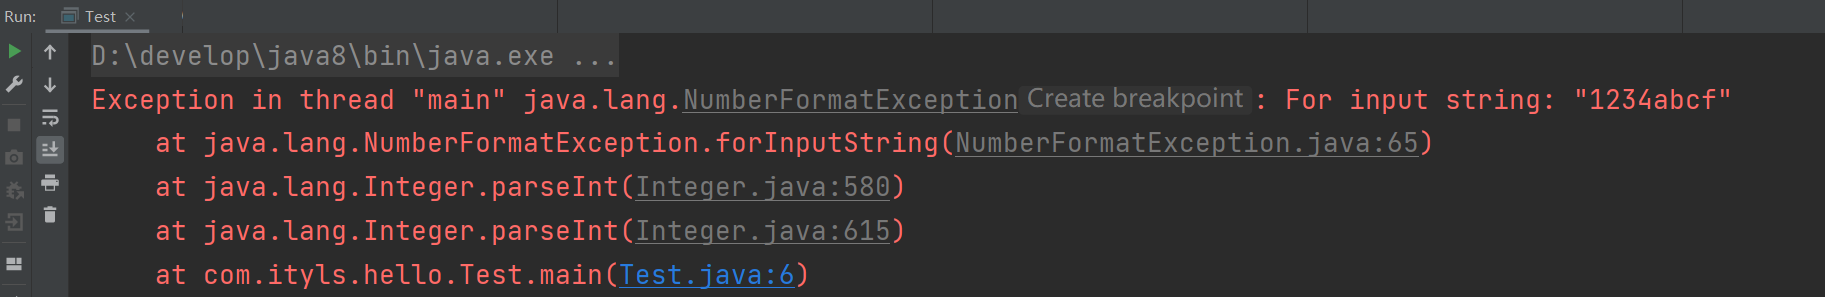 Run: Test
D:\develop\java8\bin\java.exe ...
Exception in thread "main" java.lang.NumberFormatException Create breakpoint : For input string: "1234abcf"
at java.lang.NumberFormatException.forInputString(NumberFormatException.java:65)
at java.lang.Integer.parseInt(Integer.java:580)
at java.lang.Integer.parseInt(Integer.java:615)
at com.ityls.hello.Test.main(Test.java:6)